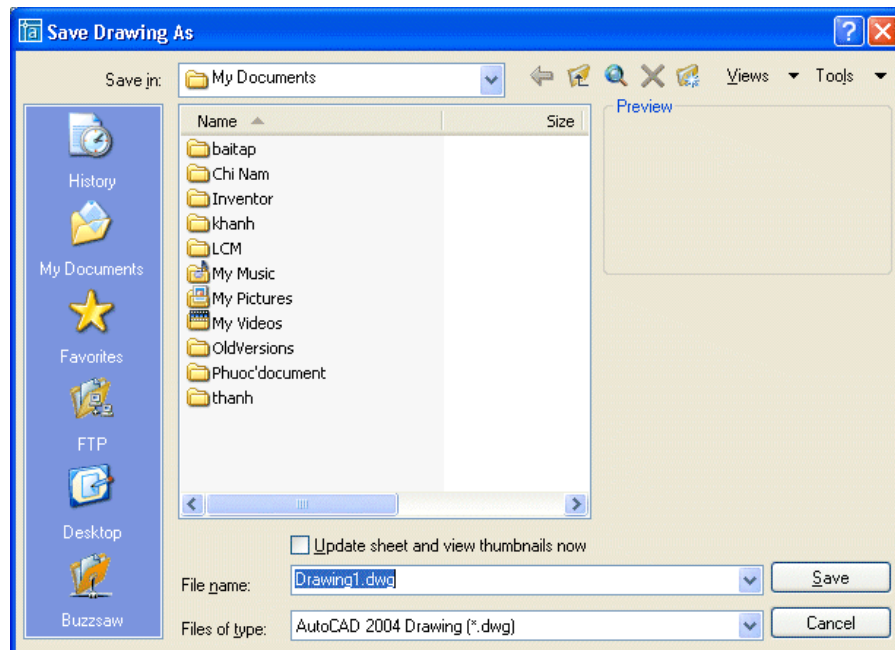 Save Drawing As
Save in: My Documents Views Tools
Name Size Preview
baitap
Chi Nam
Inventor
khanh
LCM
My Music
My Pictures
My Videos
OldVersions
Phuoc'document
thanh
History
My Documents
Favorites
FTP
Desktop
Buzzsaw
Update sheet and view thumbnails now
File name: Drawing1.dwg Save
Files of type: AutoCAD 2004 Drawing (*.dwg) Cancel